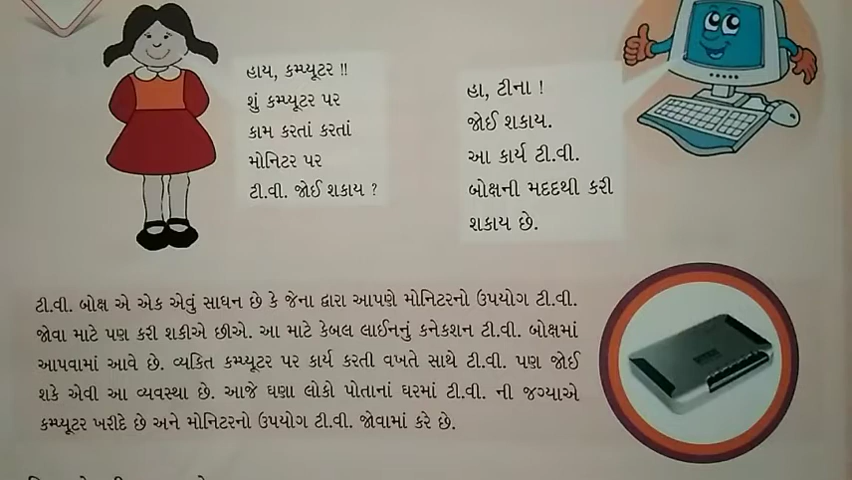 હાય, કમ્પ્યૂટર !!
શું કમ્પ્યૂટર પર
કામ કરતાં કરતાં
મોનિટર પર
ટી.વી. જોઈ શકાય ?
હા, ટીના !
જોઈ શકાય.
આ કાર્ય ટી.વી.
બોક્ષની મદદથી કરી
શકાય છે.
ટી.વી. બોક્ષ એ એક એવું સાધન છે કે જેના દ્વારા આપણે મોનિટરનો ઉપયોગ ટી.વી.
જોવા માટે પણ કરી શકીએ છીએ. આ માટે કેબલ લાઈનનું કનેકશન ટી.વી. બોક્ષમાં
આપવામાં આવે છે. વ્યકિત કમ્પ્યૂટર પર કાર્ય કરતી વખતે સાથે ટી.વી. પણ જોઈ
શકે એવી આ વ્યવસ્થા છે. આજે ઘણા લોકો પોતાનાં ઘરમાં ટી.વી. ની જગ્યાએ
કમ્પ્યૂટર ખરીદે છે અને મોનિટરનો ઉપયોગ ટી.વી. જોવામાં કરે છે.